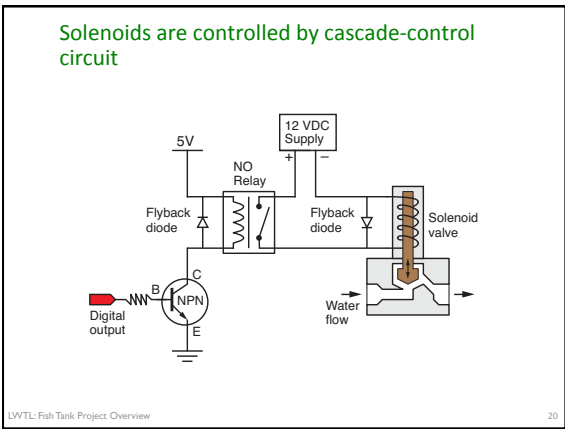 Solenoids are controlled by cascade-control
circuit
12 VDC
Supply
+ –
5V
NO
Relay
Flyback
diode
Flyback
diode
Solenoid
valve
C
B
NPN
E
Digital
output
Water
flow
LWTL: Fish Tank Project Overview
20